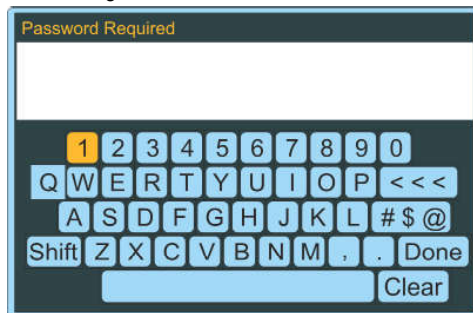 Password Required
1 2 3 4 5 6 7 8 9 0
Q W E R T Y U I O P < < <
A S D F G H J K L # $ @
Shift Z X C V B N M , . Done
Clear